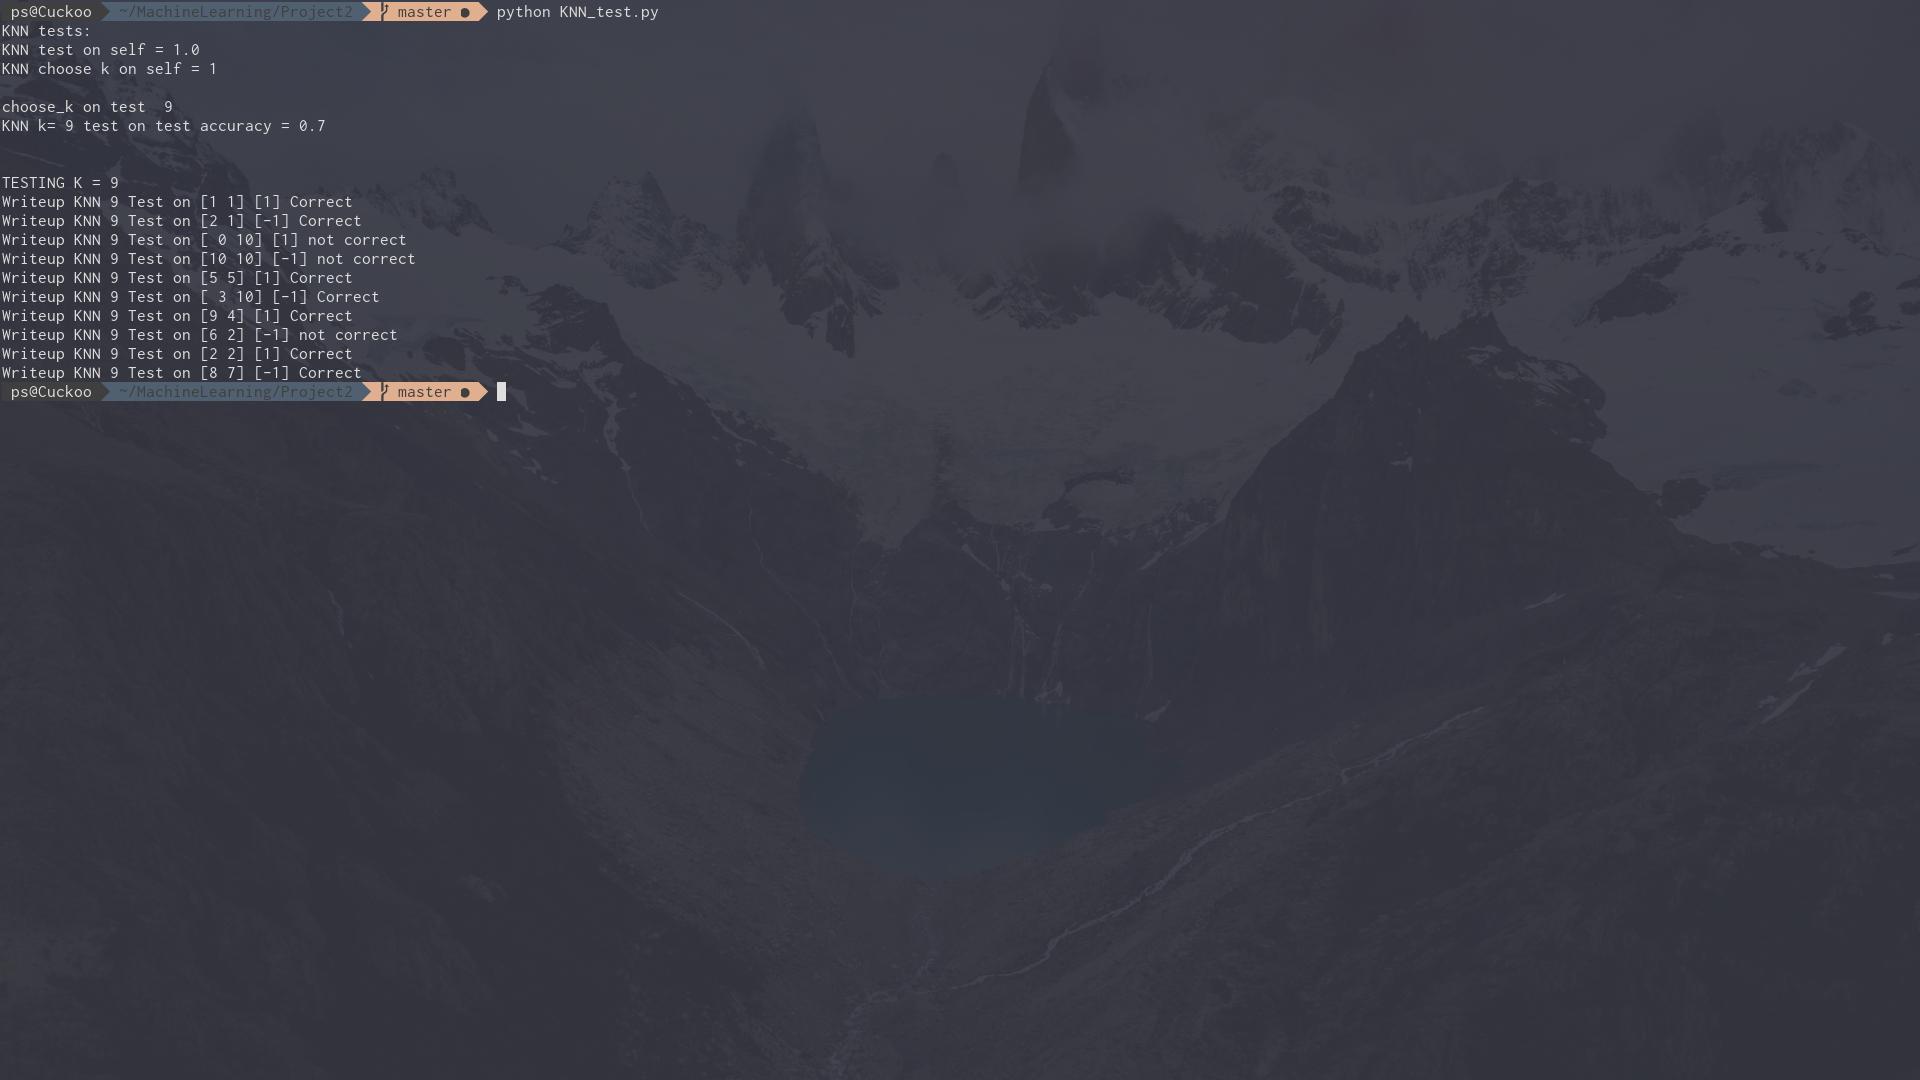 ps@Cuckoo ~/MachineLearning/Project2 master ● python KNN_test.py
KNN tests:
KNN test on self = 1.0
KNN choose k on self = 1
choose_k on test  9
KNN k= 9 test on test accuracy = 0.7
TESTING K = 9
Writeup KNN 9 Test on [1 1] [1] Correct
Writeup KNN 9 Test on [2 1] [-1] Correct
Writeup KNN 9 Test on [ 0 10] [1] not correct
Writeup KNN 9 Test on [10 10] [-1] not correct
Writeup KNN 9 Test on [5 5] [1] Correct
Writeup KNN 9 Test on [ 3 10] [-1] Correct
Writeup KNN 9 Test on [9 4] [1] Correct
Writeup KNN 9 Test on [6 2] [-1] not correct
Writeup KNN 9 Test on [2 2] [1] Correct
Writeup KNN 9 Test on [8 7] [-1] Correct
ps@Cuckoo ~/MachineLearning/Project2 master ●